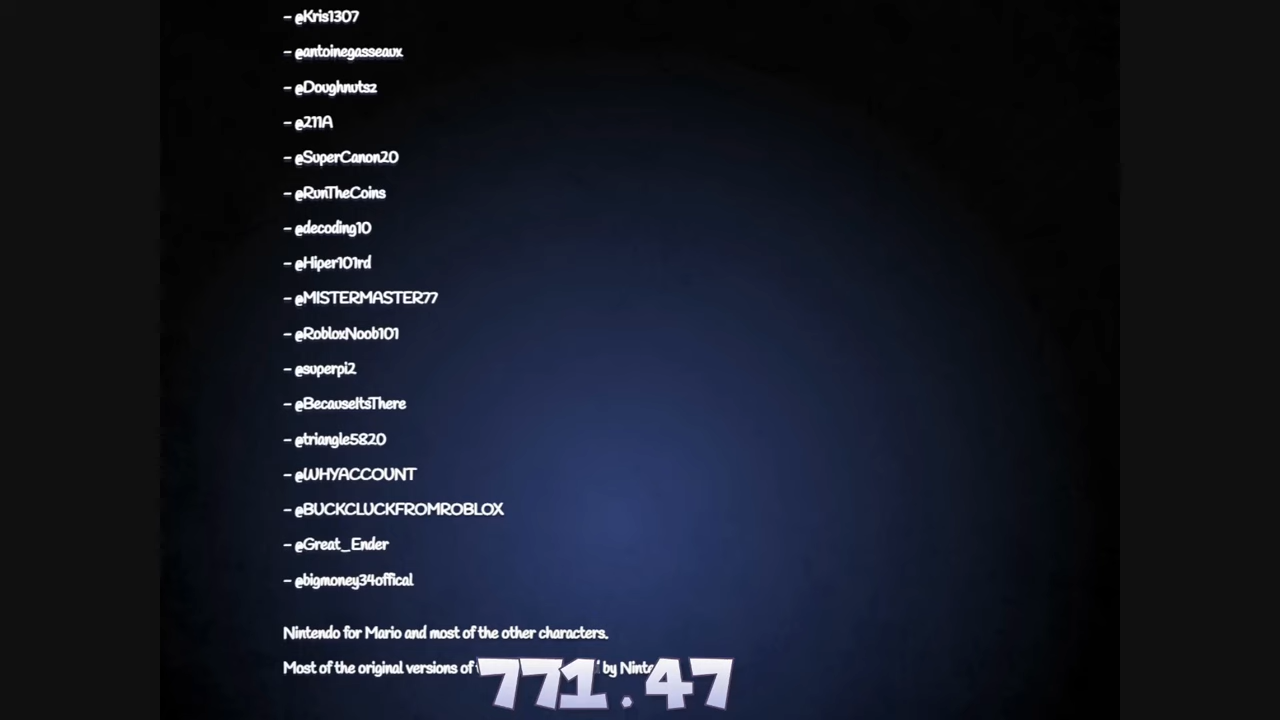 - @Kris1307
- @antoinegasseaux
- @Doughnutsz
- @211A
- @SuperCanon20
- @RunTheCoins
- @decoding10
- @Hiper101rd
- @MISTERMASTER77
- @RobloxNoob101
- @superpi2
- @BecauseItsThere
- @triangle5820
- @WHYACCOUNT
- @BUCKCLUCKFROMROBLOX
- @Great_Ender
- @bigmoney34offical
Nintendo for Mario and most of the other characters.
Most of the original versions of by
771.47